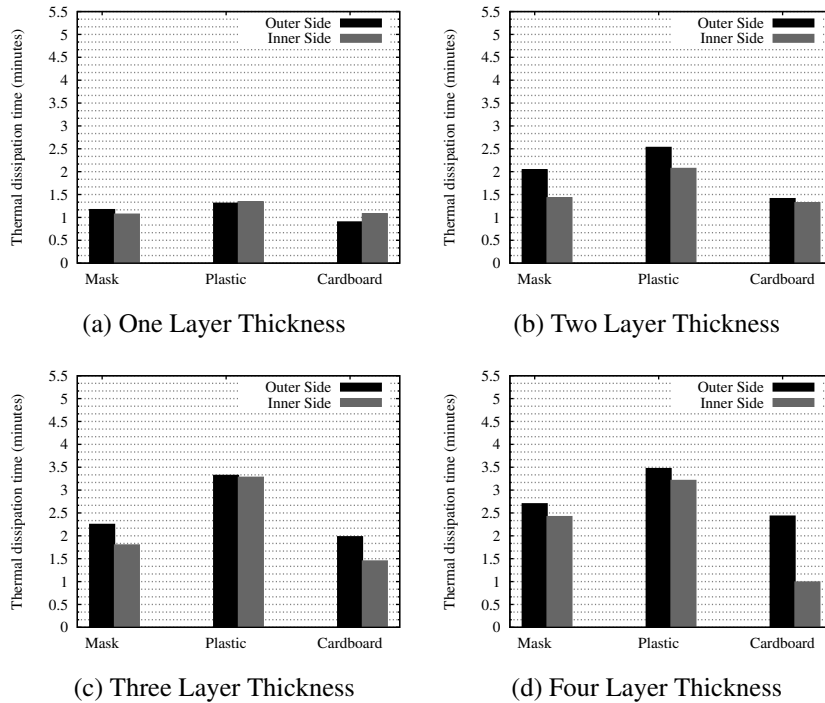 Thermal dissipation time (minutes)
5.5
5
4.5
4
3.5
3
2.5
2
1.5
1
0.5
0
Outer Side
Inner Side
Mask Plastic Cardboard
(a) One Layer Thickness
Thermal dissipation time (minutes)
5.5
5
4.5
4
3.5
3
2.5
2
1.5
1
0.5
0
Outer Side
Inner Side
Mask Plastic Cardboard
(b) Two Layer Thickness
Thermal dissipation time (minutes)
5.5
5
4.5
4
3.5
3
2.5
2
1.5
1
0.5
0
Outer Side
Inner Side
Mask Plastic Cardboard
(c) Three Layer Thickness
Thermal dissipation time (minutes)
5.5
5
4.5
4
3.5
3
2.5
2
1.5
1
0.5
0
Outer Side
Inner Side
Mask Plastic Cardboard
(d) Four Layer Thickness